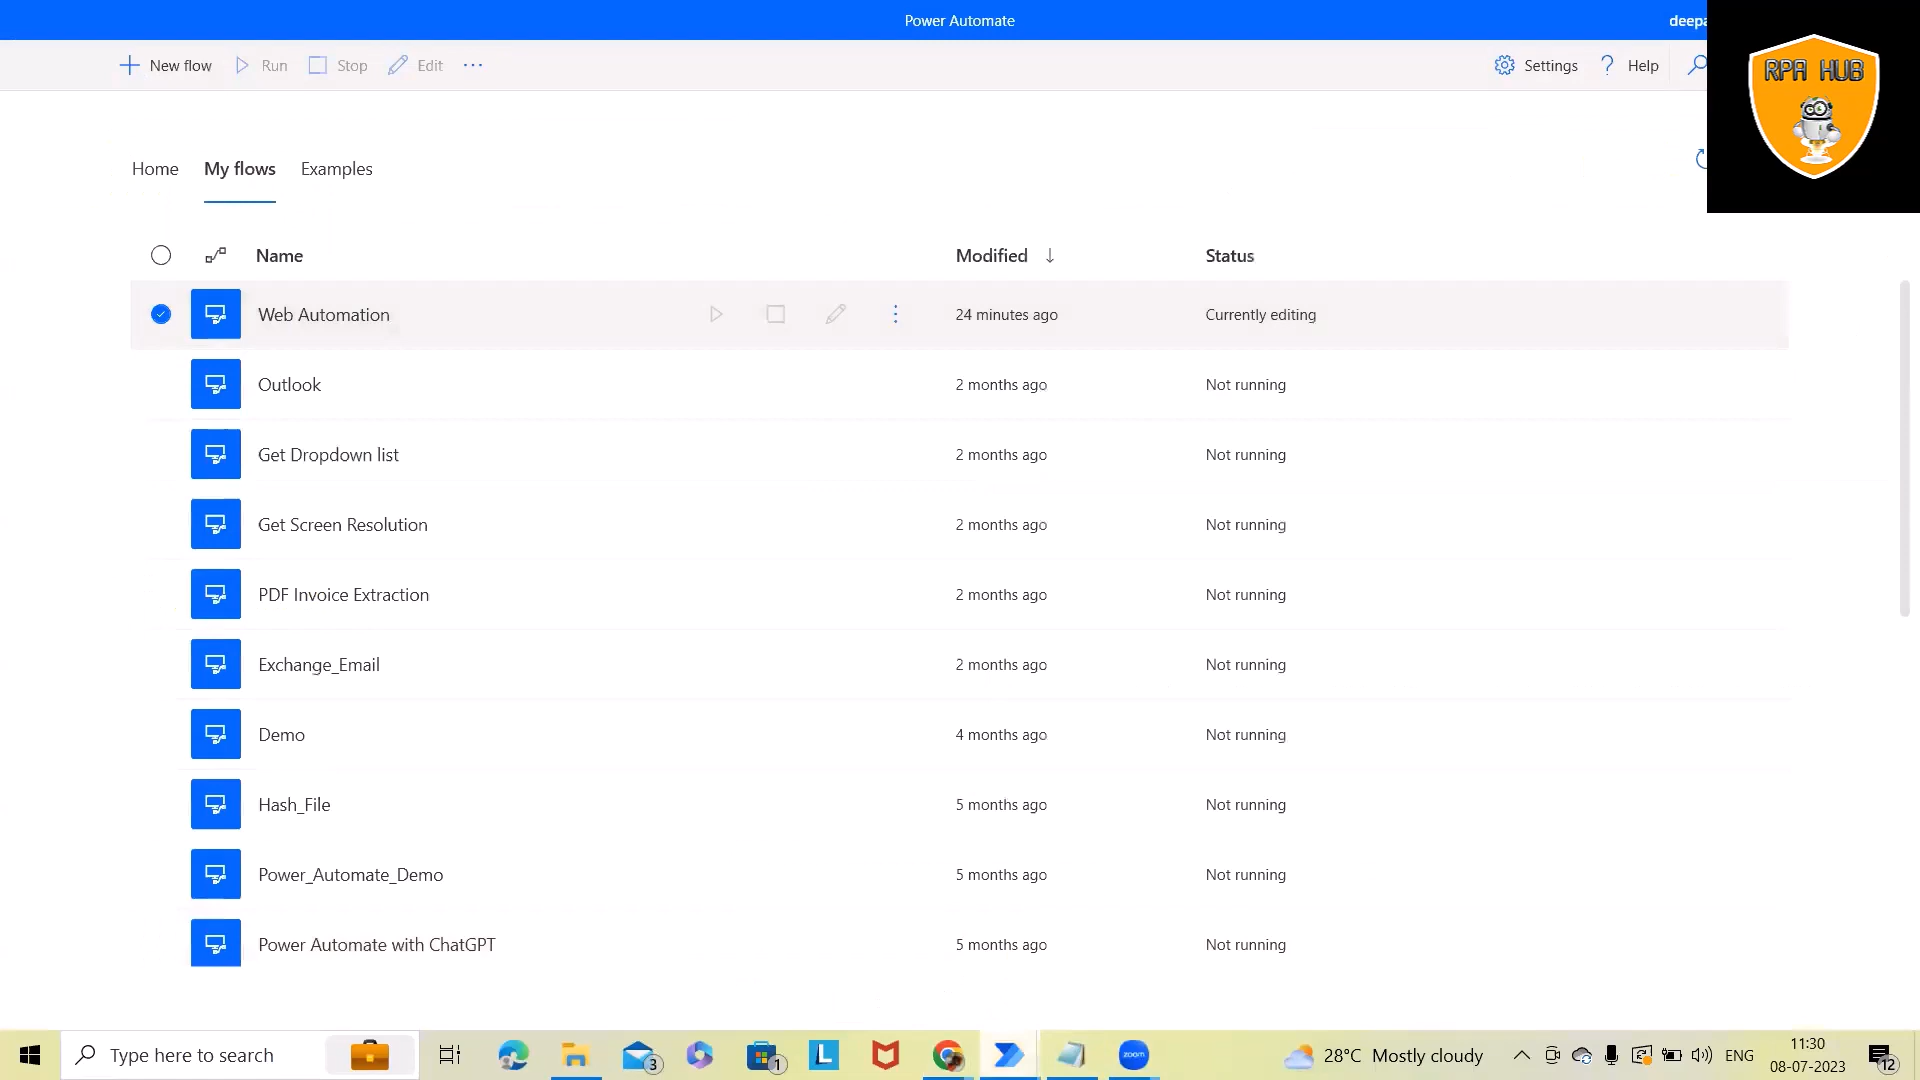 Power Automate
deepa
New flow Run Stop Edit ···
Settings ? Help
RPA HUB
Home My flows Examples
Name Modified ↓ Status
Web Automation 24 minutes ago Currently editing
Outlook 2 months ago Not running
Get Dropdown list 2 months ago Not running
Get Screen Resolution 2 months ago Not running
PDF Invoice Extraction 2 months ago Not running
Exchange_Email 2 months ago Not running
Demo 4 months ago Not running
Hash_File 5 months ago Not running
Power_Automate_Demo 5 months ago Not running
Power Automate with ChatGPT 5 months ago Not running
Type here to search 3 1 L zoom 28°C Mostly cloudy ENG 11:30
08-07-2023 12